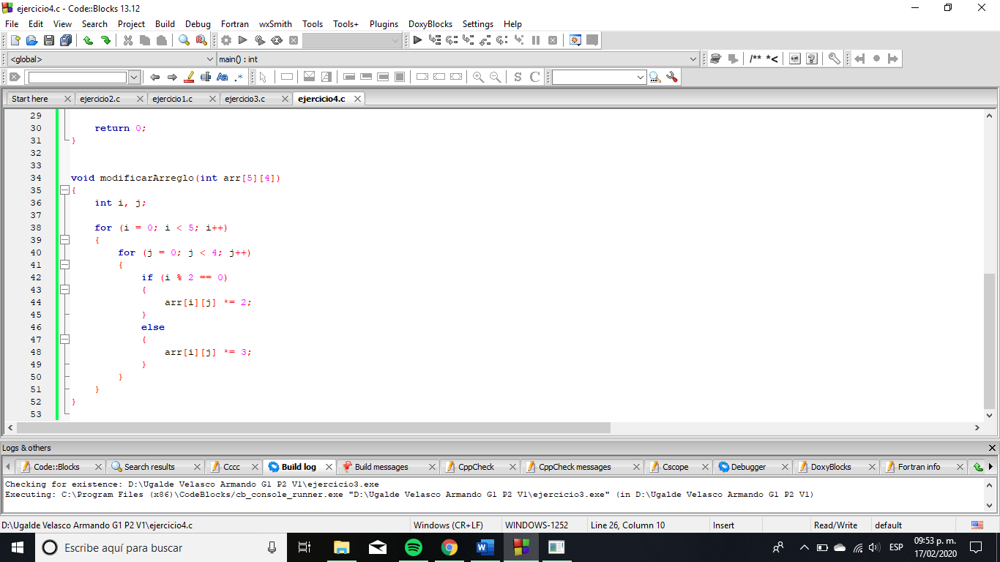 ejercicio4.c - Code::Blocks 13.12
File Edit View Search Project Build Debug Fortran wxSmith Tools Tools+ Plugins DoxyBlocks Settings Help
<global> main() : int
/** *<
Aa .*
S C
Start here ejercicio2.c ejercicio1.c ejercicio3.c ejercicio4.c
29
30 return 0;
31 }
32
33
34 void modificarArreglo(int arr[5][4])
35 {
36 int i, j;
37
38 for (i = 0; i < 5; i++)
39 {
40 for (j = 0; j < 4; j++)
41 {
42 if (i % 2 == 0)
43 {
44 arr[i][j] *= 2;
45 }
46 else
47 {
48 arr[i][j] *= 3;
49 }
50 }
51 }
52 }
53
Logs & others
Code::Blocks Search results Cccc Build log Build messages CppCheck CppCheck messages Cscope Debugger DoxyBlocks Fortran info
Checking for existence: D:\Ugalde Velasco Armando G1 P2 V1\ejercicio3.exe
Executing: C:\Program Files (x86)\CodeBlocks/cb_console_runner.exe "D:\Ugalde Velasco Armando G1 P2 V1\ejercicio3.exe" (in D:\Ugalde Velasco Armando G1 P2 V1)
D:\Ugalde Velasco Armando G1 P2 V1\ejercicio4.c Windows (CR+LF) WINDOWS-1252 Line 26, Column 10 Insert Read/Write default
Escribe aquí para buscar
ESP
09:53 p. m.
17/02/2020